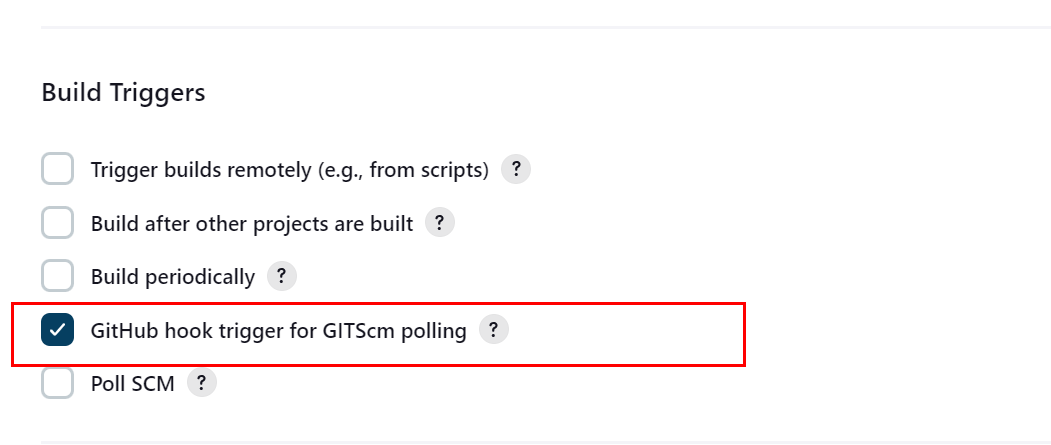 Build Triggers
Trigger builds remotely (e.g., from scripts) ?
Build after other projects are built ?
Build periodically ?
GitHub hook trigger for GITScm polling ?
Poll SCM ?